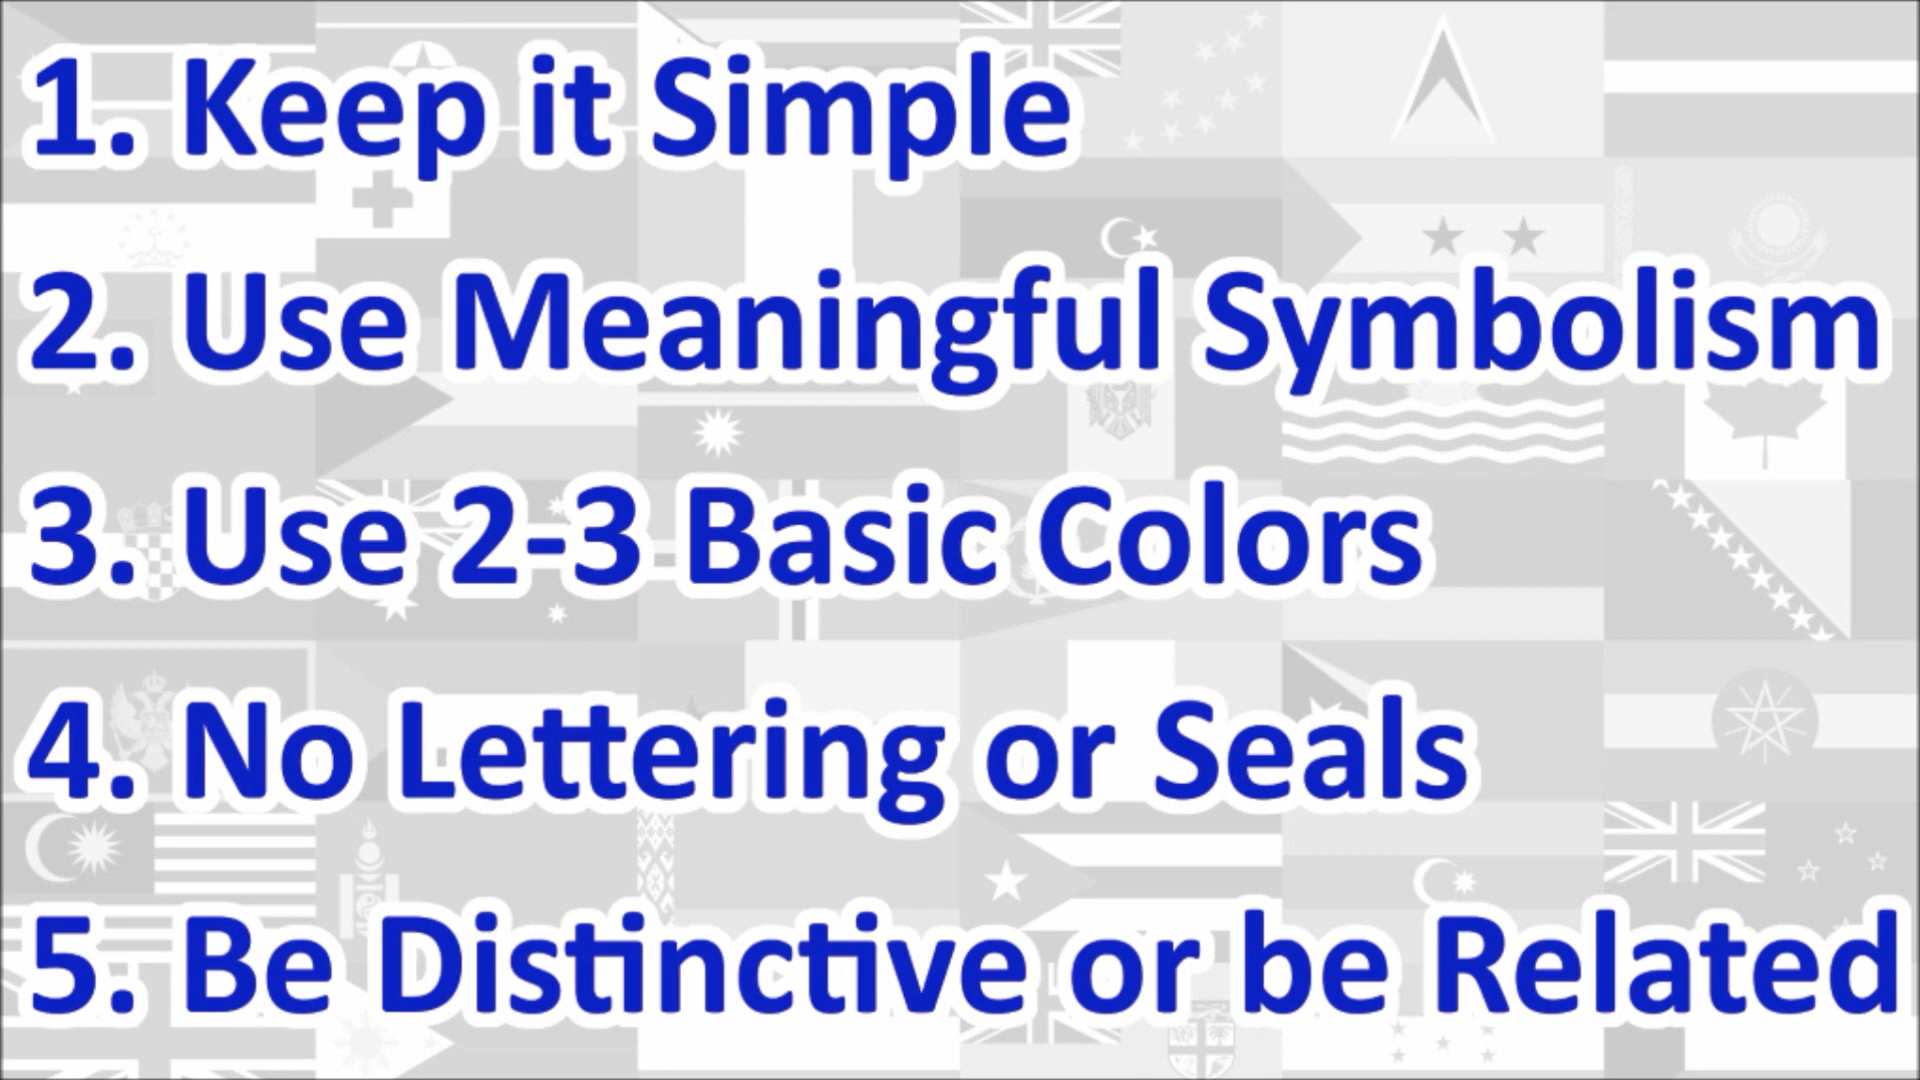 1. Keep it Simple
2. Use Meaningful Symbolism
3. Use 2-3 Basic Colors
4. No Lettering or Seals
5. Be Distinctive or be Related